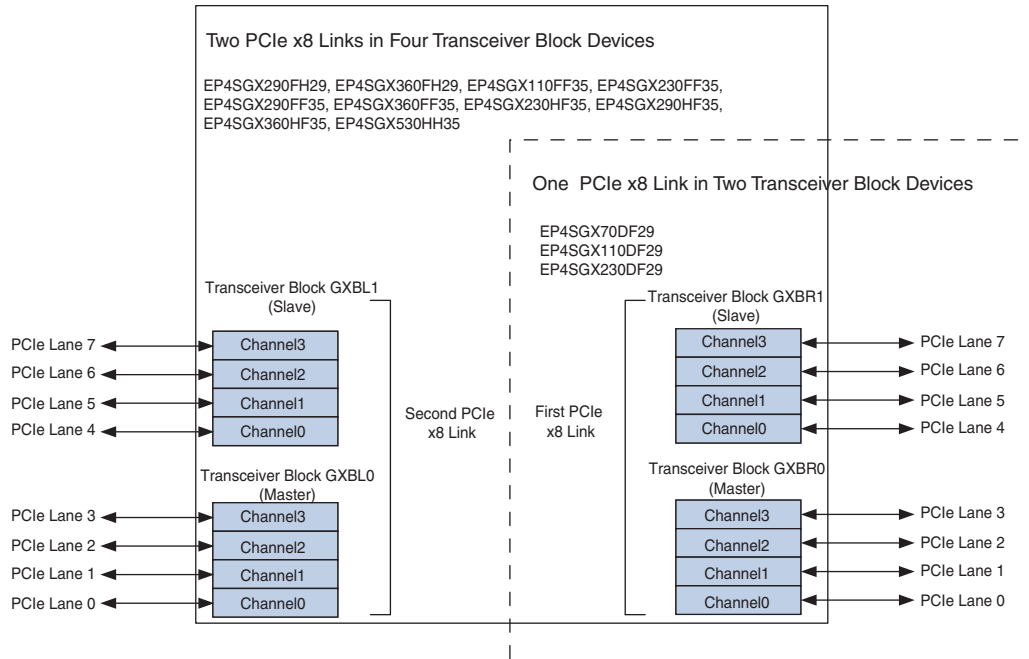 Two PCIe x8 Links in Four Transceiver Block Devices
EP4SGX290FH29, EP4SGX360FH29, EP4SGX110FF35, EP4SGX230FF35,
EP4SGX290FF35, EP4SGX360FF35, EP4SGX230HF35, EP4SGX290HF35,
EP4SGX360HF35, EP4SGX530HH35
One PCIe x8 Link in Two Transceiver Block Devices
EP4SGX70DF29
EP4SGX110DF29
EP4SGX230DF29
Transceiver Block GXBL1
(Slave)
PCIe Lane 7
Channel3
PCIe Lane 6
Channel2
PCIe Lane 5
Channel1
PCIe Lane 4
Channel0
Transceiver Block GXBL0
(Master)
PCIe Lane 3
Channel3
PCIe Lane 2
Channel2
PCIe Lane 1
Channel1
PCIe Lane 0
Channel0
Second PCIe
x8 Link
First PCIe
x8 Link
Transceiver Block GXBR1
(Slave)
Channel3
PCIe Lane 7
Channel2
PCIe Lane 6
Channel1
PCIe Lane 5
Channel0
PCIe Lane 4
Transceiver Block GXBR0
(Master)
Channel3
PCIe Lane 3
Channel2
PCIe Lane 2
Channel1
PCIe Lane 1
Channel0
PCIe Lane 0